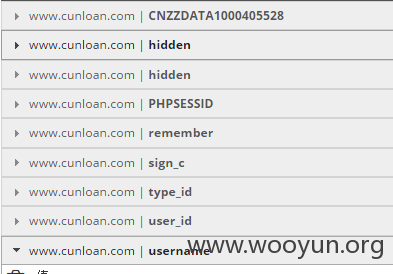 www.cunloan.com | CNZZDATA1000405528
www.cunloan.com | hidden
www.cunloan.com | hidden
www.cunloan.com | PHPSESSID
www.cunloan.com | remember
www.cunloan.com | sign_c
www.cunloan.com | type_id
www.cunloan.com | user_id
www.cunloan.com | username
www.wooyun.org
值